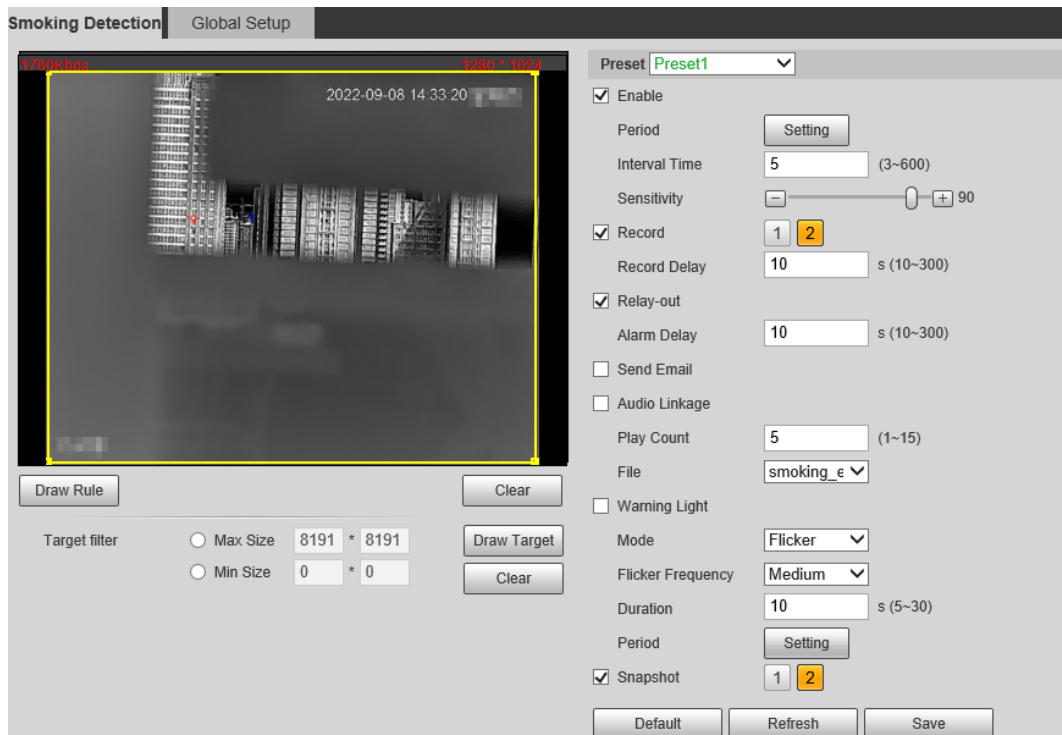 Smoking Detection Global Setup
1760Kbps 1280 * 1024
2022-09-08 14:33:20
Draw Rule Clear
Target filter Max Size 8191 * 8191 Draw Target
Min Size 0 * 0 Clear
Preset Preset1
Enable
Period Setting
Interval Time 5 (3~600)
Sensitivity 90
Record 1 2
Record Delay 10 s (10~300)
Relay-out
Alarm Delay 10 s (10~300)
Send Email
Audio Linkage
Play Count 5 (1~15)
File smoking_e
Warning Light
Mode Flicker
Flicker Frequency Medium
Duration 10 s (5~30)
Period Setting
Snapshot 1 2
Default Refresh Save